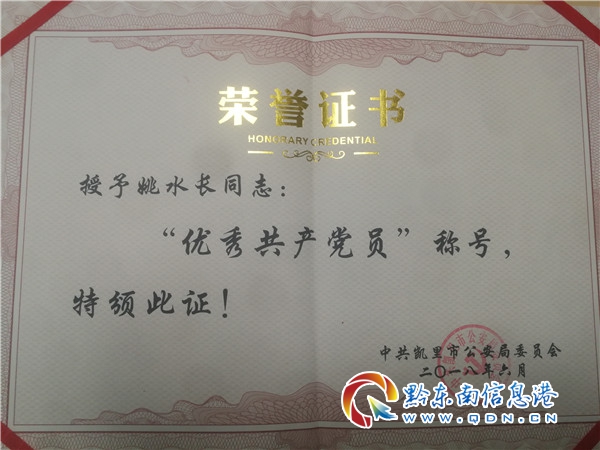 荣誉证书
HONORARY CREDENTIAL
授予姚水长同志：
“优秀共产党员”称号，
特颁此证！
中共凯里市公安局委员会
二〇一八年六月
黔东南信息港
www.QDN.cn